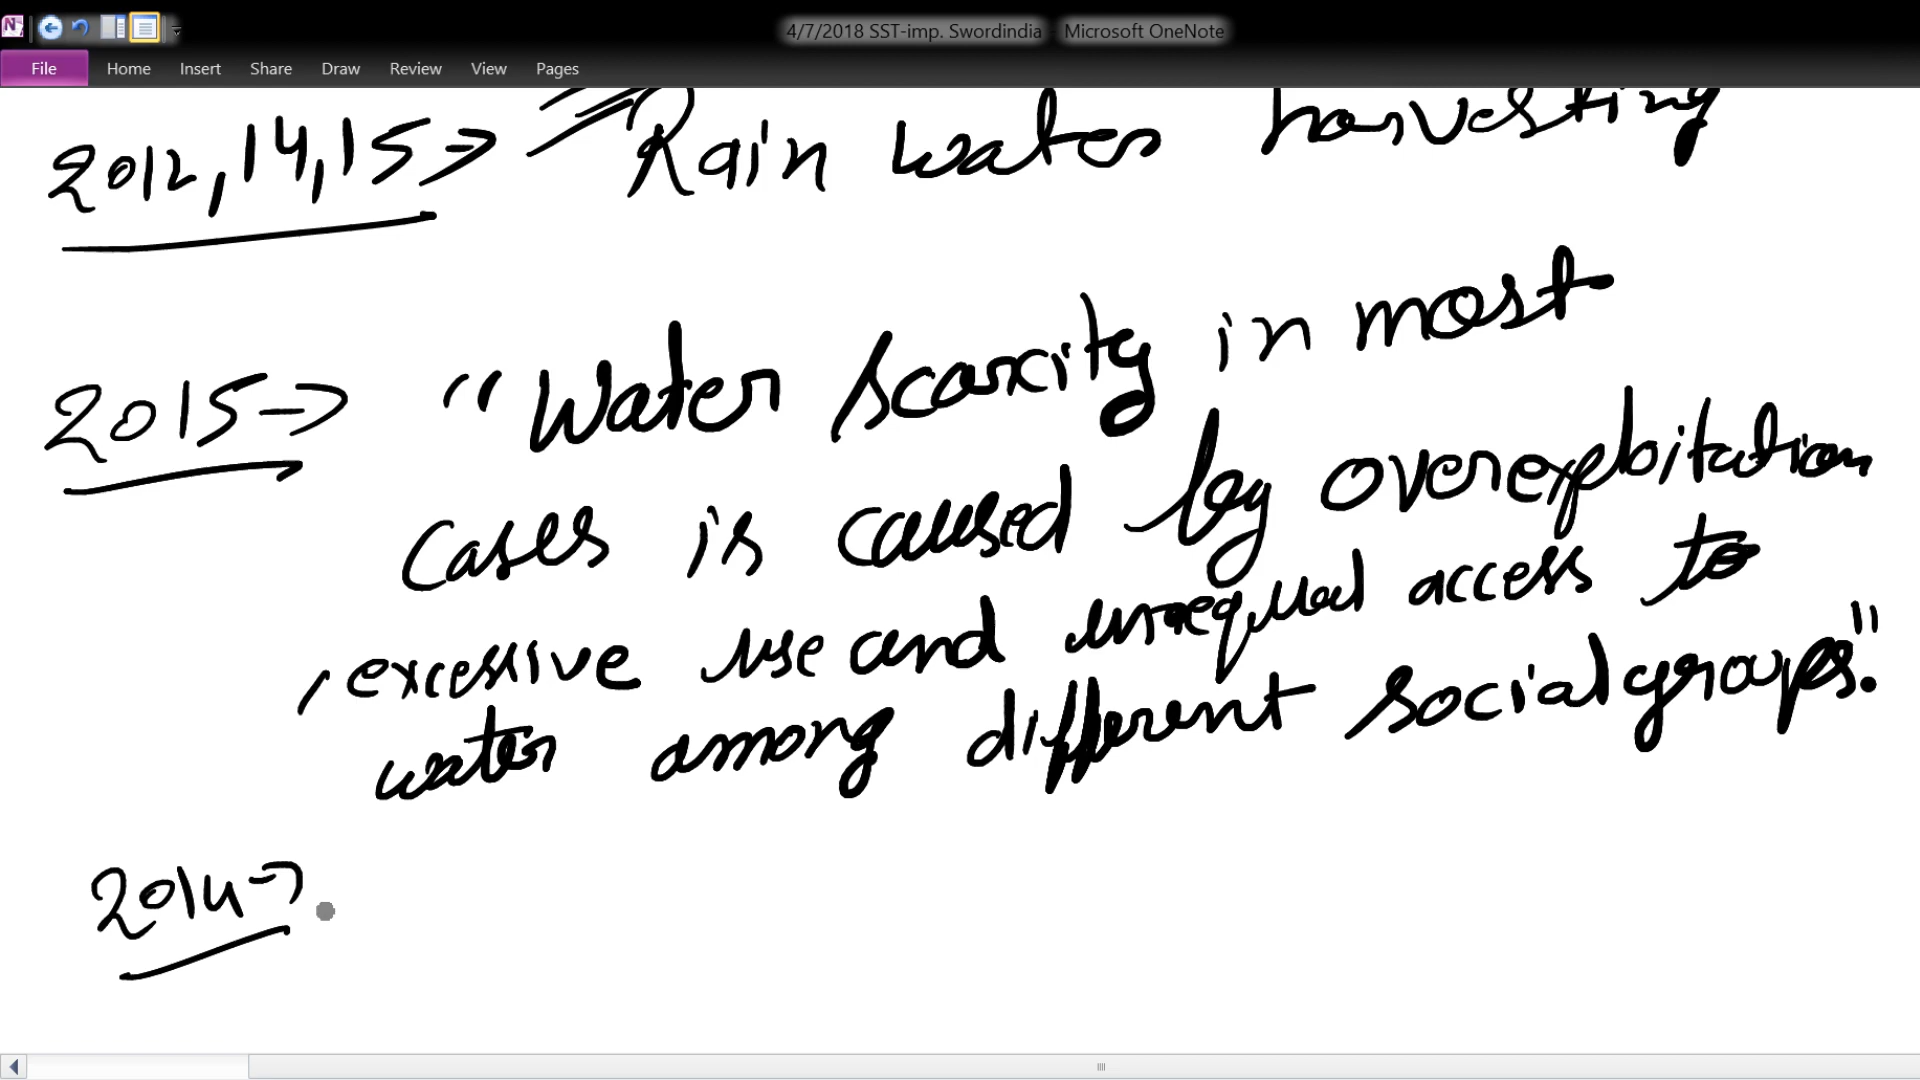 4/7/2018 SST-imp. Swordindia - Microsoft OneNote
File Home Insert Share Draw Review View Pages
2012,14,15→ Rain water harvesting
2015→ "Water scarcity in most
cases is caused by overexploitation
, excessive use and unequal access to
water among different social groups."
2014→